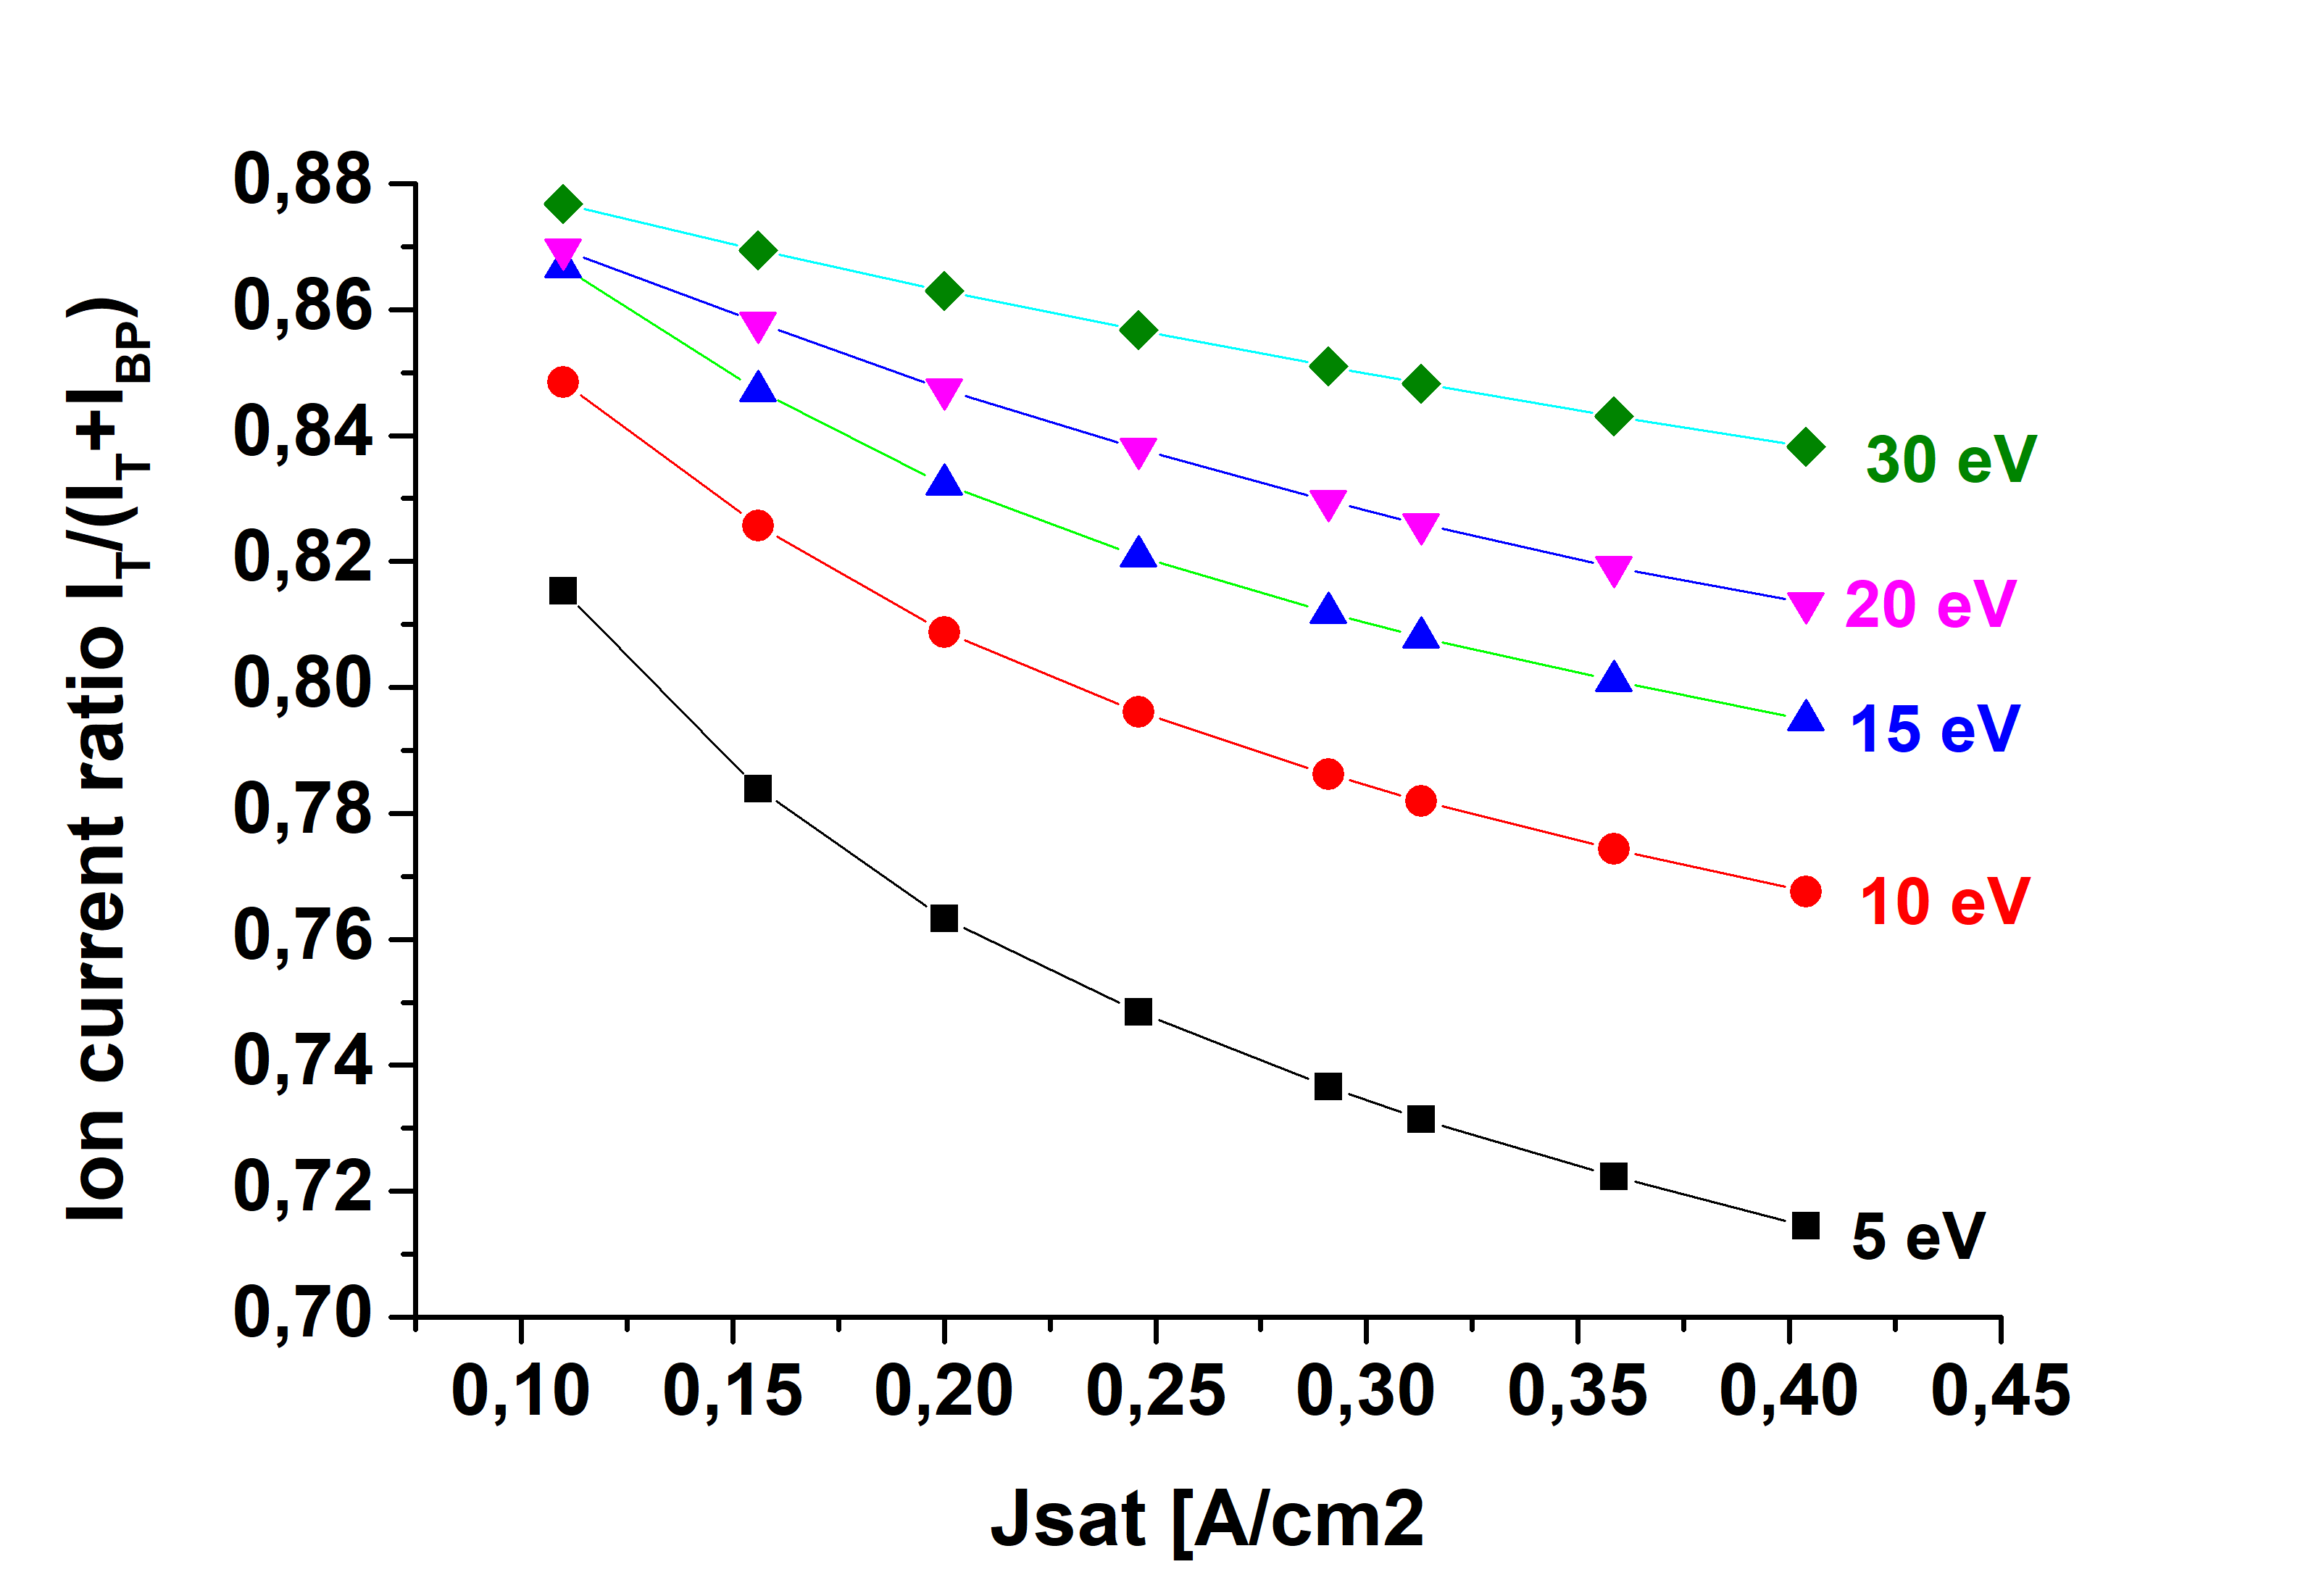 Ion current ratio I_T/(I_T+I_BP)
0,88
0,86
0,84
0,82
0,80
0,78
0,76
0,74
0,72
0,70
30 eV
20 eV
15 eV
10 eV
5 eV
0,10 0,15 0,20 0,25 0,30 0,35 0,40 0,45
Jsat [A/cm2